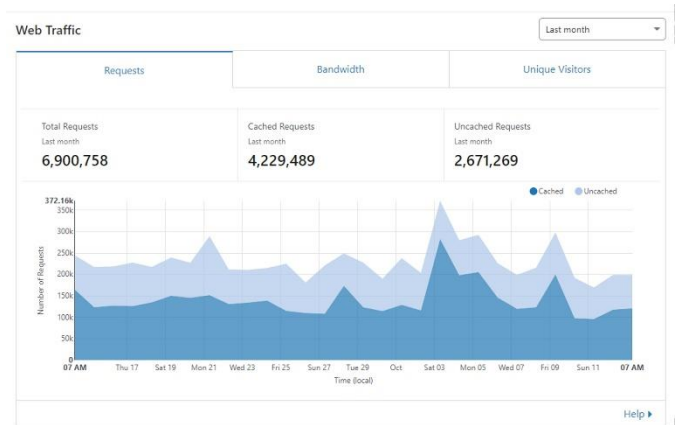 Web Traffic
Last month
Requests
Bandwidth
Unique Visitors
Total Requests
Last month
6,900,758
Cached Requests
Last month
4,229,489
Uncached Requests
Last month
2,671,269
Cached
Uncached
372.16k
350k
300k
250k
200k
150k
100k
50k
0
Number of Requests
07 AM
Thu 17
Sat 19
Mon 21
Wed 23
Fri 25
Sun 27
Tue 29
Oct
Sat 03
Mon 05
Wed 07
Fri 09
Sun 11
07 AM
Time (local)
Help